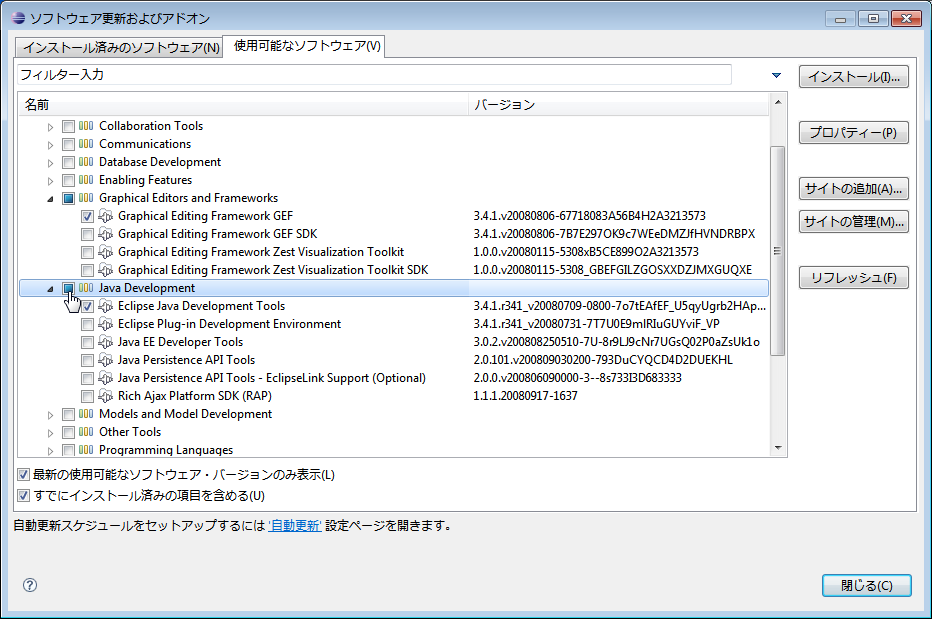 ソフトウェア更新およびアドオン
インストール済みのソフトウェア(N) 使用可能なソフトウェア(V)
フィルター入力
インストール(I)...
名前 バージョン
Collaboration Tools
Communications
プロパティー(P)
Database Development
Enabling Features
サイトの追加(A)...
Graphical Editors and Frameworks
Graphical Editing Framework GEF 3.4.1.v20080806-67718083A56B4H2A3213573
サイトの管理(M)...
Graphical Editing Framework GEF SDK 3.4.1.v20080806-7B7E297OK9c7WEeDMZJfHVNDRBPX
Graphical Editing Framework Zest Visualization Toolkit 1.0.0.v20080115-5308xB5CE899O2A3213573
Graphical Editing Framework Zest Visualization Toolkit SDK 1.0.0.v20080115-5308_GBEFGILZGOSXXDZJMXGUQXE
リフレッシュ(F)
Java Development
Eclipse Java Development Tools 3.4.1.r341_v20080709-0800-7o7tEAfEF_U5qyUgrb2HAp...
Eclipse Plug-in Development Environment 3.4.1.r341_v20080731-7T7U0E9mlRIuGUYviF_VP
Java EE Developer Tools 3.0.2.v200808250510-7U-8r9LJ9cNr7UGsQ02P0aZsUk1o
Java Persistence API Tools 2.0.101.v200809030200-793DuCYQCD4D2DUEKHL
Java Persistence API Tools - EclipseLink Support (Optional) 2.0.0.v200806090000-3--8s733I3D683333
Rich Ajax Platform SDK (RAP) 1.1.1.20080917-1637
Models and Model Development
Other Tools
Programming Languages
最新の使用可能なソフトウェア・バージョンのみ表示(L)
すでにインストール済みの項目を含める(U)
自動更新スケジュールをセットアップするには '自動更新' 設定ページを開きます。
閉じる(C)